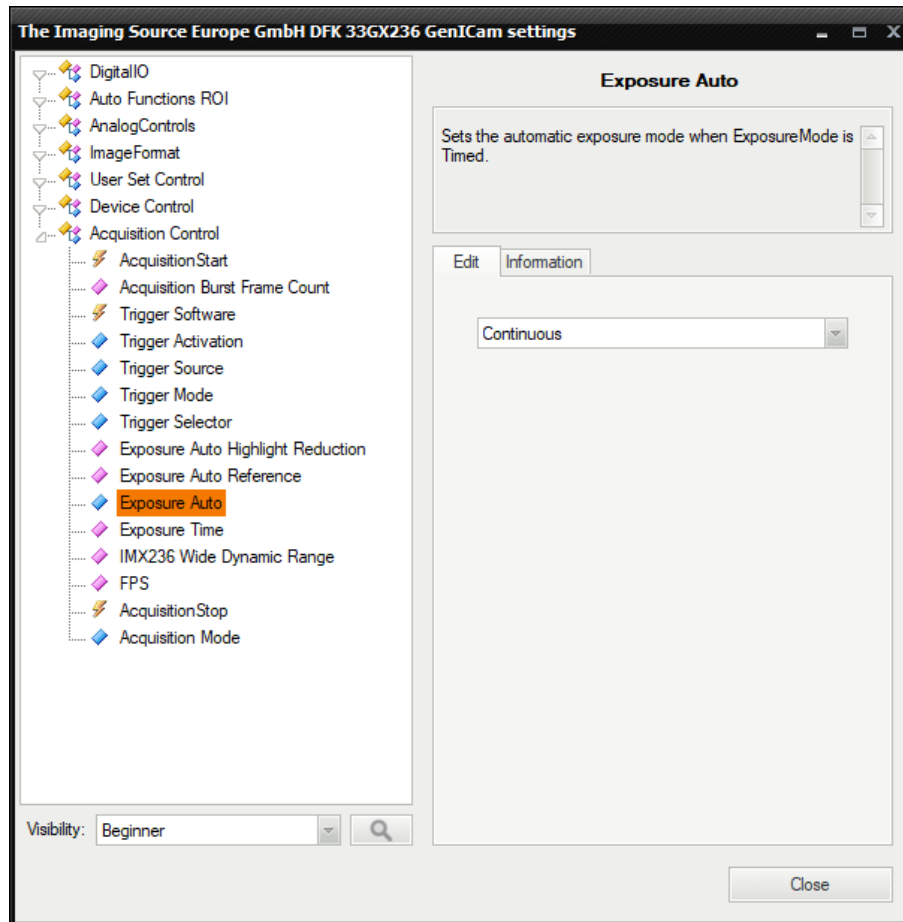 The Imaging Source Europe GmbH DFK 33GX236 GenICam settings
DigitalIO
Auto Functions ROI
AnalogControls
ImageFormat
User Set Control
Device Control
Acquisition Control
AcquisitionStart
Acquisition Burst Frame Count
Trigger Software
Trigger Activation
Trigger Source
Trigger Mode
Trigger Selector
Exposure Auto Highlight Reduction
Exposure Auto Reference
Exposure Auto
Exposure Time
IMX236 Wide Dynamic Range
FPS
AcquisitionStop
Acquisition Mode
Visibility: Beginner
Exposure Auto
Sets the automatic exposure mode when ExposureMode is
Timed.
Edit Information
Continuous
Close